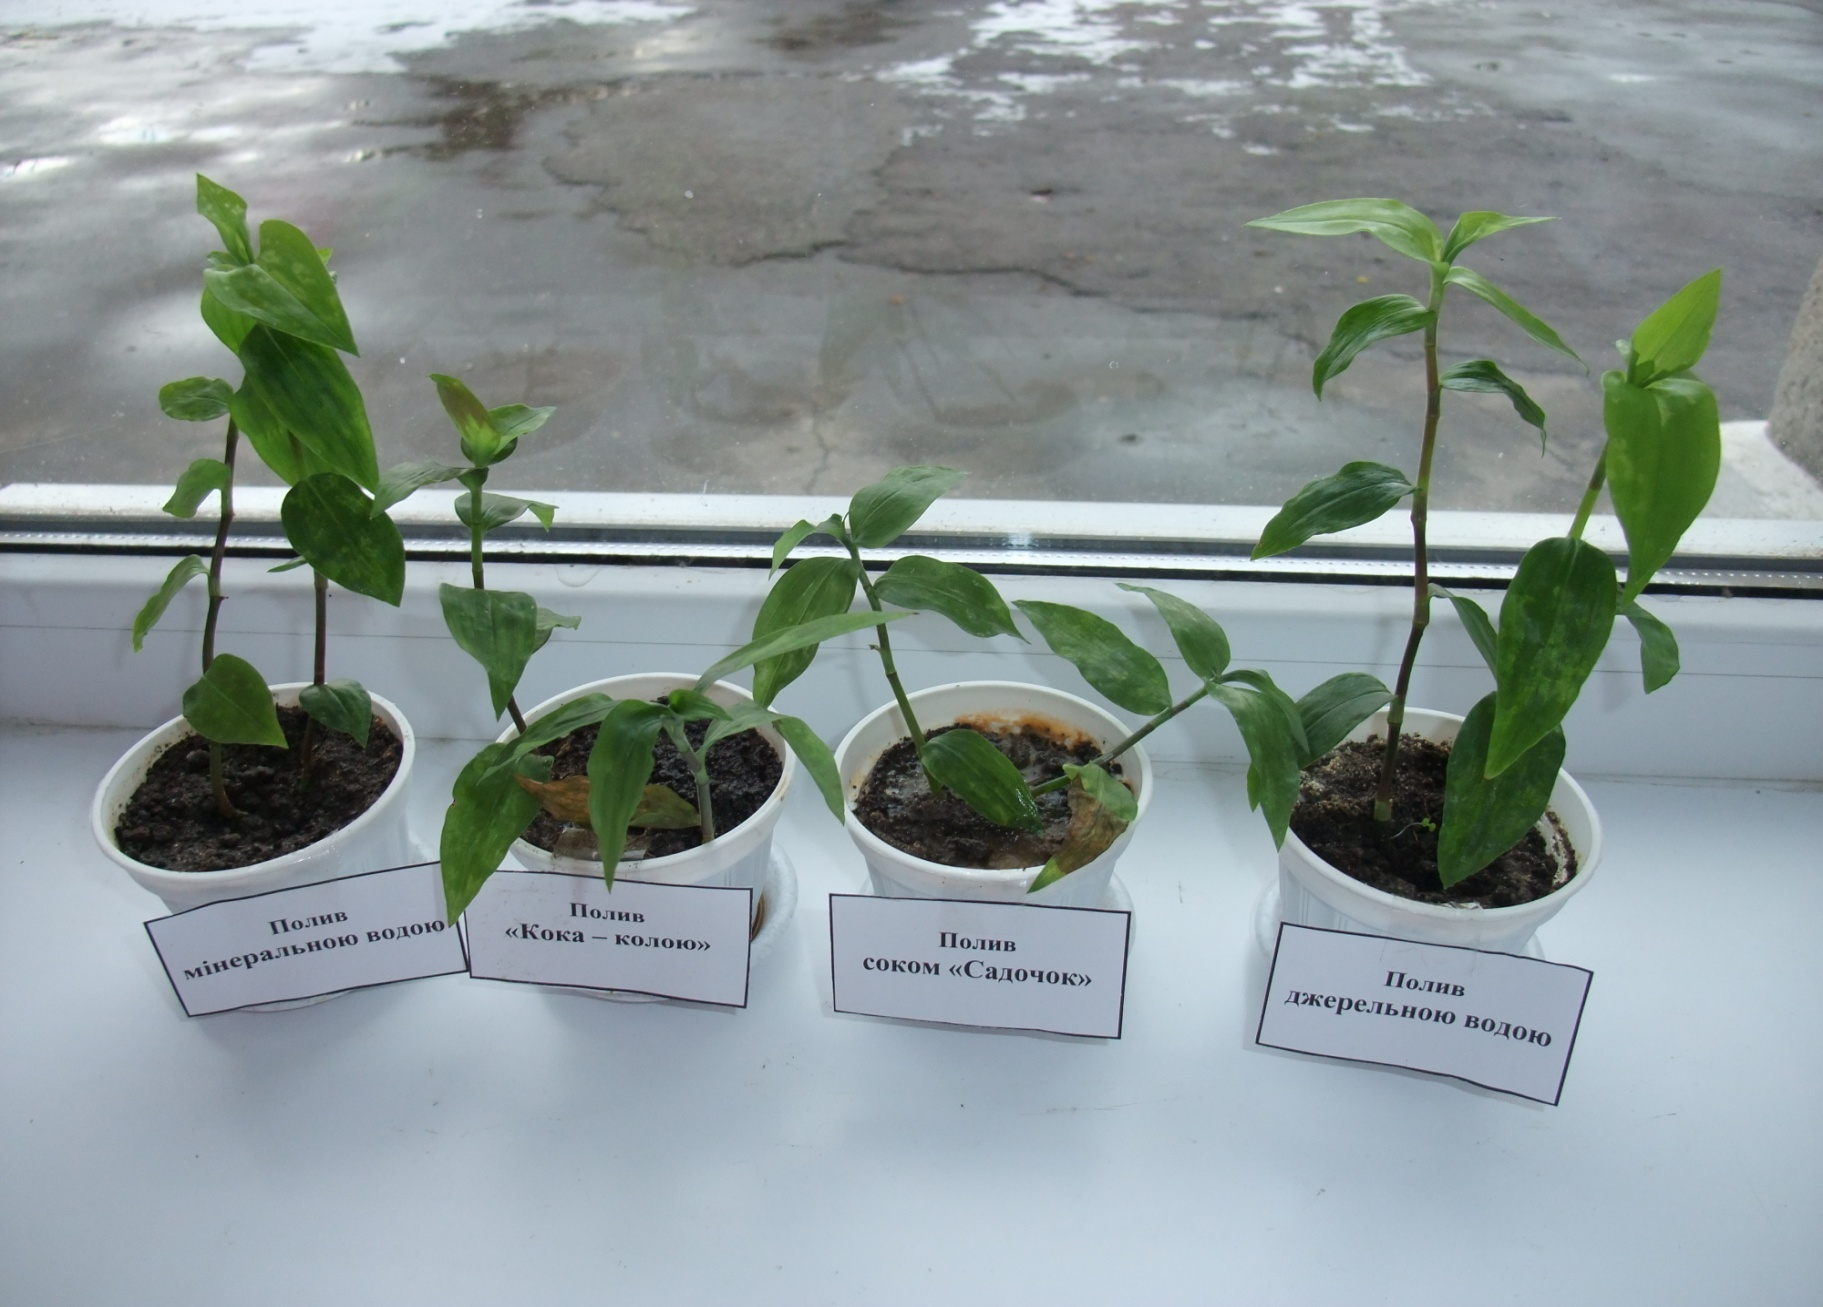 Полив
мінеральною водою
Полив
«Кока – колою»
Полив
соком «Садочок»
Полив
джерельною водою